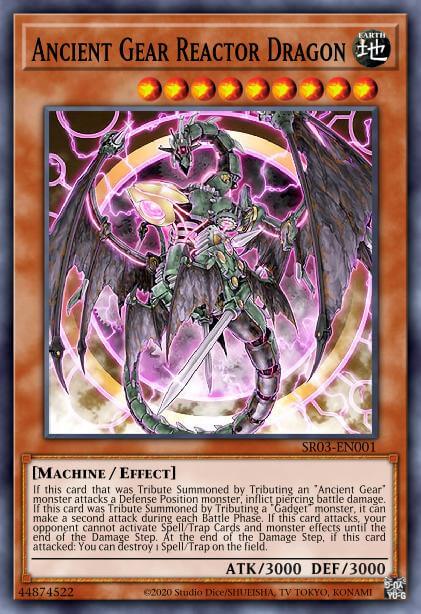 ANCIENT GEAR REACTOR DRAGON
EARTH
地
SR03-EN001
[MACHINE / EFFECT]
If this card that was Tribute Summoned by Tributing an "Ancient Gear"
monster attacks a Defense Position monster, inflict piercing battle damage.
If this card was Tribute Summoned by Tributing a "Gadget" monster, it can
make a second attack during each Battle Phase. If this card attacks, your
opponent cannot activate Spell/Trap Cards and monster effects until the
end of the Damage Step. At the end of the Damage Step, if this card
attacked: You can destroy 1 Spell/Trap on the field.
ATK/3000 DEF/3000
44874522
©2020 Studio Dice/SHUEISHA, TV TOKYO, KONAMI